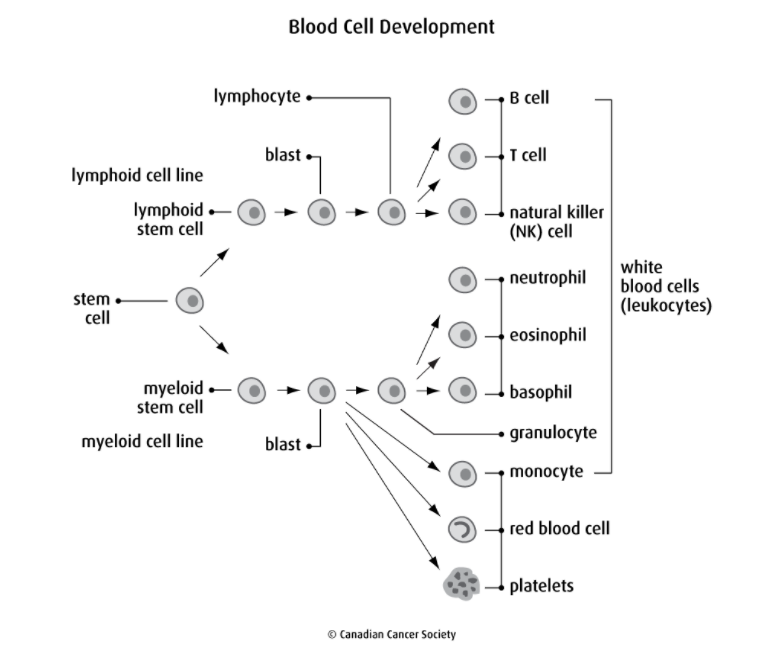 Blood Cell Development
lymphocyte
B cell
blast
T cell
lymphoid cell line
lymphoid
stem cell
natural killer
(NK) cell
white
blood cells
(leukocytes)
neutrophil
stem
cell
eosinophil
myeloid
stem cell
basophil
myeloid cell line
blast
granulocyte
monocyte
red blood cell
platelets
© Canadian Cancer Society